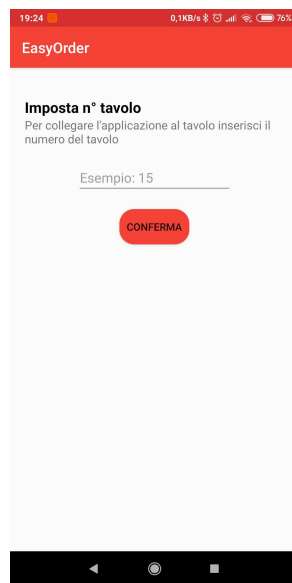 19:24 0,1KB/s 76%
EasyOrder
Imposta n° tavolo
Per collegare l'applicazione al tavolo inserisci il
numero del tavolo
Esempio: 15
CONFERMA